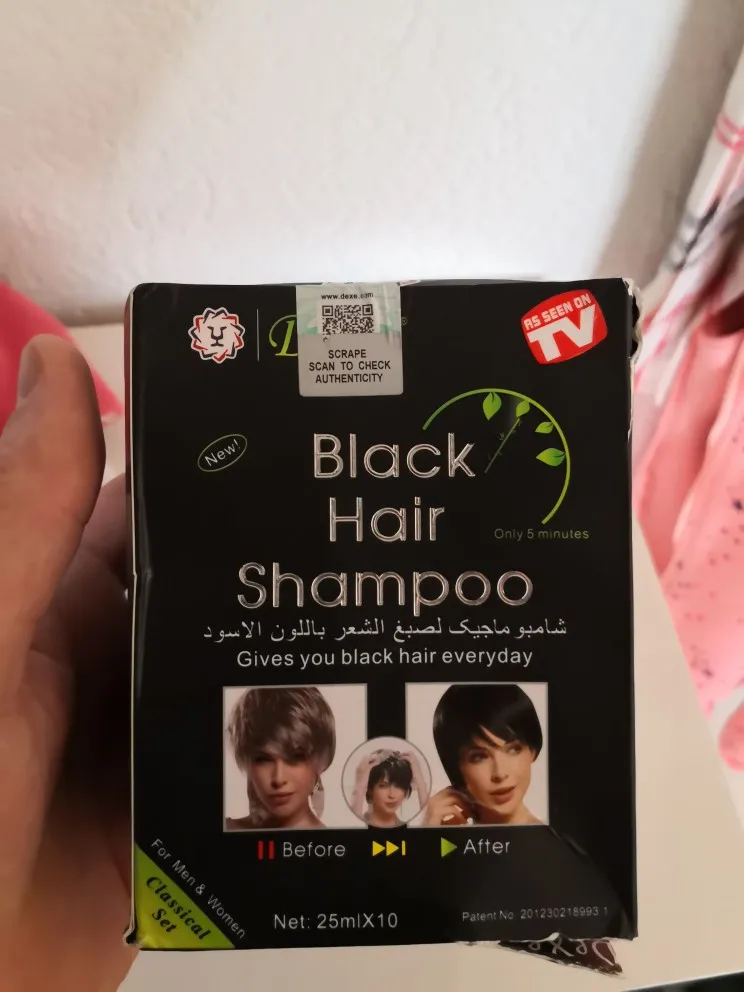 www.dexe.com
SCRAPE
SCAN TO CHECK
AUTHENTICITY
AS SEEN ON
TV
New!
Black
Hair
Only 5 minutes
Shampoo
شامبو ماجيك لصبغ الشعر باللون الاسود
Gives you black hair everyday
Before
After
For Men & Women
Classical
Set
Net: 25mlX10
Patent No 201230218993 1